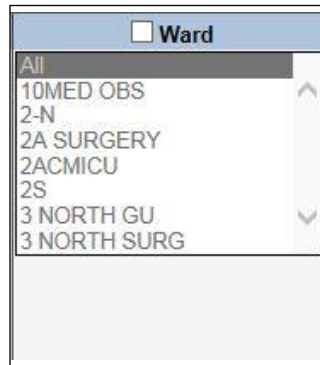 Ward
All
10MED OBS
2-N
2A SURGERY
2ACMICU
2S
3 NORTH GU
3 NORTH SURG